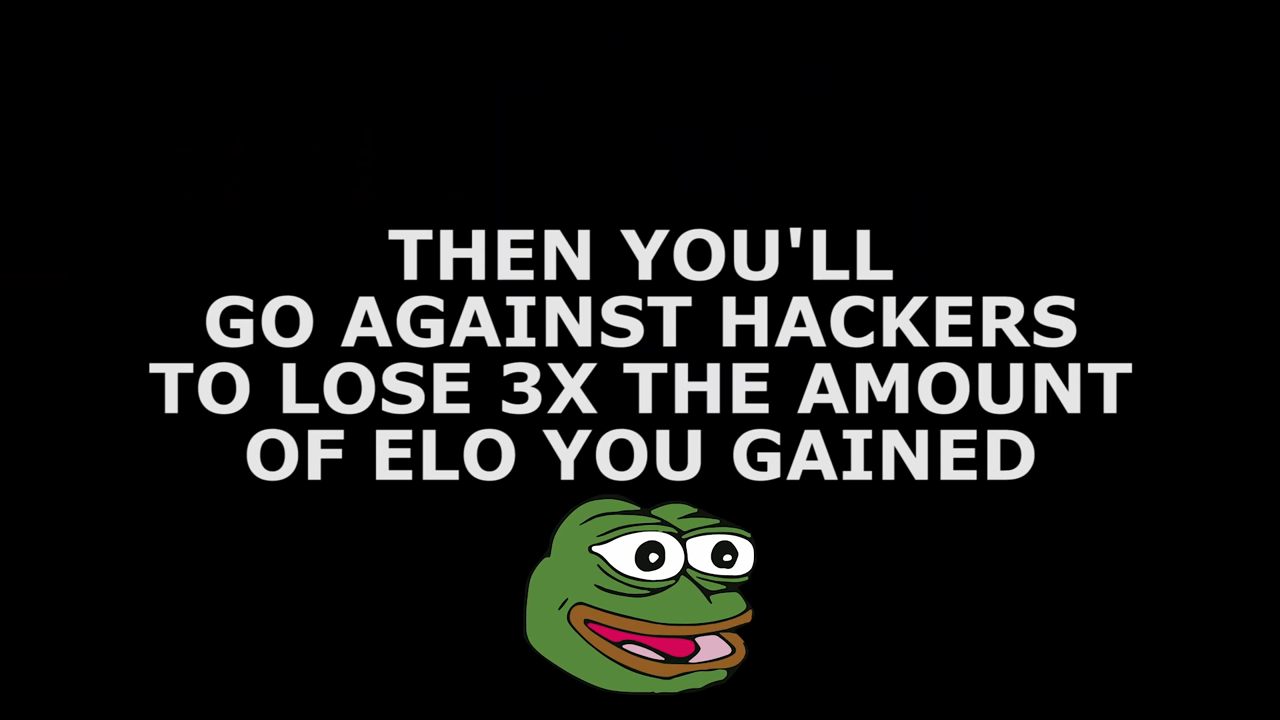 THEN YOU'LL
GO AGAINST HACKERS
TO LOSE 3X THE AMOUNT
OF ELO YOU GAINED